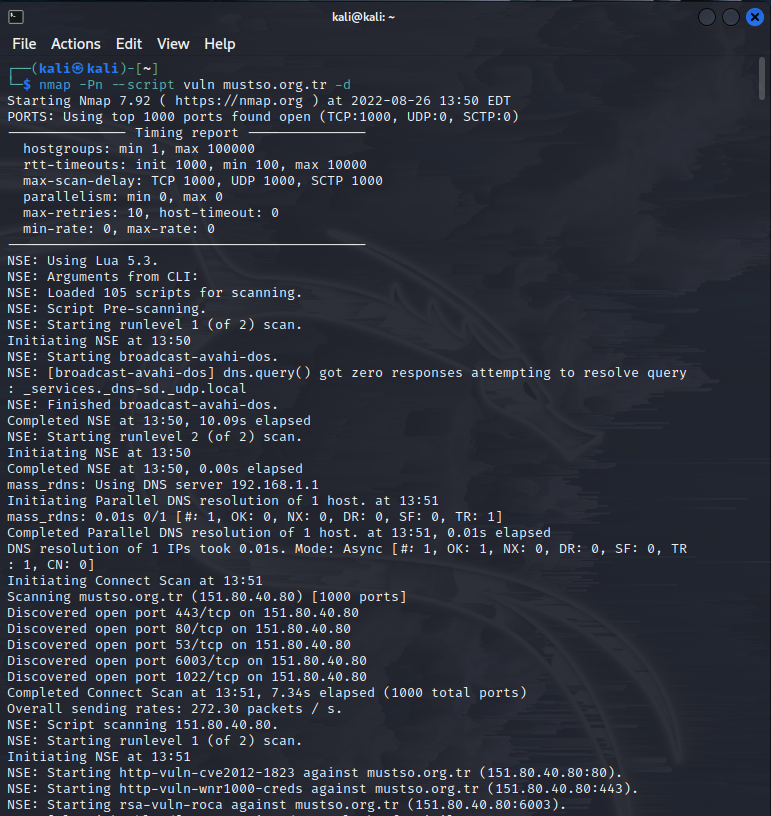 kali@kali: ~
File Actions Edit View Help
┌──(kali㉿kali)-[~]
└─$ nmap -Pn --script vuln mustso.org.tr -d
Starting Nmap 7.92 ( https://nmap.org ) at 2022-08-26 13:50 EDT
PORTS: Using top 1000 ports found open (TCP:1000, UDP:0, SCTP:0)
--------------- Timing report ---------------
  hostgroups: min 1, max 100000
  rtt-timeouts: init 1000, min 100, max 10000
  max-scan-delay: TCP 1000, UDP 1000, SCTP 1000
  parallelism: min 0, max 0
  max-retries: 10, host-timeout: 0
  min-rate: 0, max-rate: 0
---------------------------------------------
NSE: Using Lua 5.3.
NSE: Arguments from CLI:
NSE: Loaded 105 scripts for scanning.
NSE: Script Pre-scanning.
NSE: Starting runlevel 1 (of 2) scan.
Initiating NSE at 13:50
NSE: Starting broadcast-avahi-dos.
NSE: [broadcast-avahi-dos] dns.query() got zero responses attempting to resolve query
: _services._dns-sd._udp.local
NSE: Finished broadcast-avahi-dos.
Completed NSE at 13:50, 10.09s elapsed
NSE: Starting runlevel 2 (of 2) scan.
Initiating NSE at 13:50
Completed NSE at 13:50, 0.00s elapsed
mass_rdns: Using DNS server 192.168.1.1
Initiating Parallel DNS resolution of 1 host. at 13:51
mass_rdns: 0.01s 0/1 [#: 1, OK: 0, NX: 0, DR: 0, SF: 0, TR: 1]
Completed Parallel DNS resolution of 1 host. at 13:51, 0.01s elapsed
DNS resolution of 1 IPs took 0.01s. Mode: Async [#: 1, OK: 1, NX: 0, DR: 0, SF: 0, TR
: 1, CN: 0]
Initiating Connect Scan at 13:51
Scanning mustso.org.tr (151.80.40.80) [1000 ports]
Discovered open port 443/tcp on 151.80.40.80
Discovered open port 80/tcp on 151.80.40.80
Discovered open port 53/tcp on 151.80.40.80
Discovered open port 6003/tcp on 151.80.40.80
Discovered open port 1022/tcp on 151.80.40.80
Completed Connect Scan at 13:51, 7.34s elapsed (1000 total ports)
Overall sending rates: 272.30 packets / s.
NSE: Script scanning 151.80.40.80.
NSE: Starting runlevel 1 (of 2) scan.
Initiating NSE at 13:51
NSE: Starting http-vuln-cve2012-1823 against mustso.org.tr (151.80.40.80:80).
NSE: Starting http-vuln-wnr1000-creds against mustso.org.tr (151.80.40.80:443).
NSE: Starting rsa-vuln-roca against mustso.org.tr (151.80.40.80:6003).